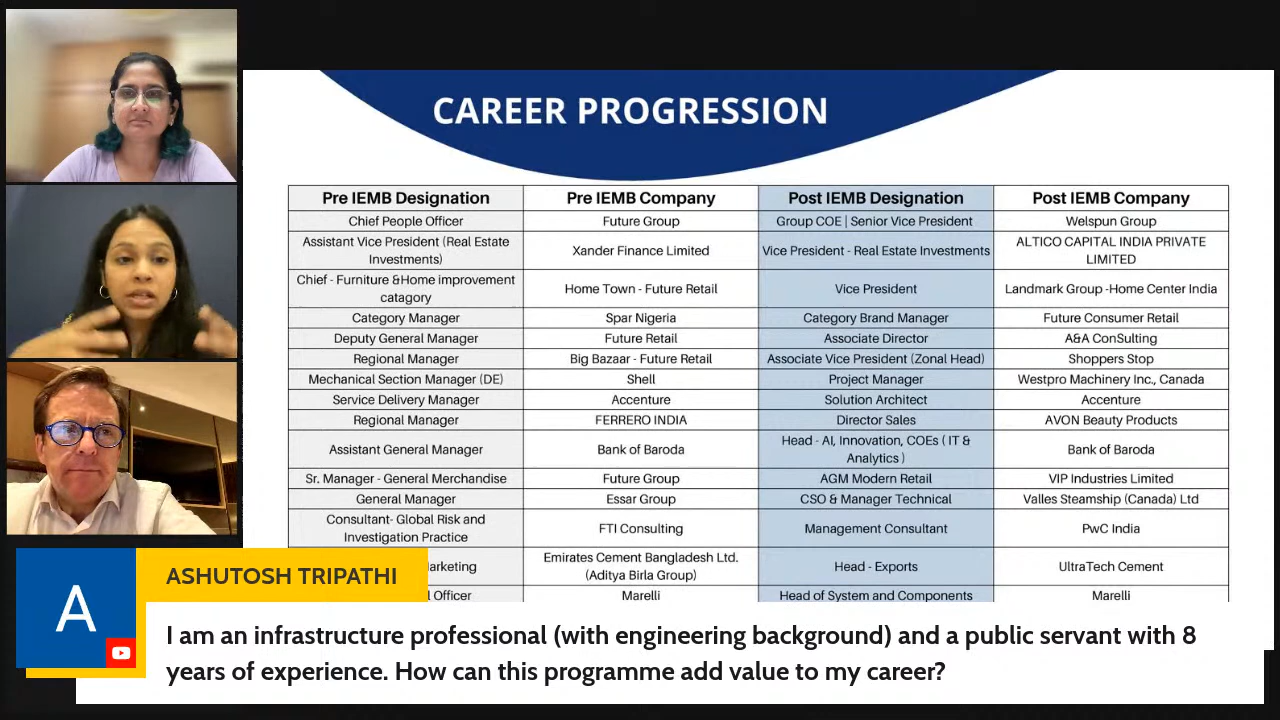 CAREER PROGRESSION
Pre IEMB Designation Pre IEMB Company Post IEMB Designation Post IEMB Company
Chief People Officer Future Group Group COE | Senior Vice President Welspun Group
Assistant Vice President (Real Estate
Investments) Xander Finance Limited Vice President - Real Estate Investments ALTICO CAPITAL INDIA PRIVATE
LIMITED
Chief - Furniture &Home improvement
catagory Home Town - Future Retail Vice President Landmark Group -Home Center India
Category Manager Spar Nigeria Category Brand Manager Future Consumer Retail
Deputy General Manager Future Retail Associate Director A&A ConSulting
Regional Manager Big Bazaar - Future Retail Associate Vice President (Zonal Head) Shoppers Stop
Mechanical Section Manager (DE) Shell Project Manager Westpro Machinery Inc., Canada
Service Delivery Manager Accenture Solution Architect Accenture
Regional Manager FERRERO INDIA Director Sales AVON Beauty Products
Assistant General Manager Bank of Baroda Head - AI, Innovation, COEs ( IT &
Analytics ) Bank of Baroda
Sr. Manager - General Merchandise Future Group AGM Modern Retail VIP Industries Limited
General Manager Essar Group CSO & Manager Technical Valles Steamship (Canada) Ltd
Consultant- Global Risk and
Investigation Practice FTI Consulting Management Consultant PwC India
arketing Emirates Cement Bangladesh Ltd.
(Aditya Birla Group) Head - Exports UltraTech Cement
l Officer Marelli Head of System and Components Marelli
A
ASHUTOSH TRIPATHI
I am an infrastructure professional (with engineering background) and a public servant with 8
years of experience. How can this programme add value to my career?